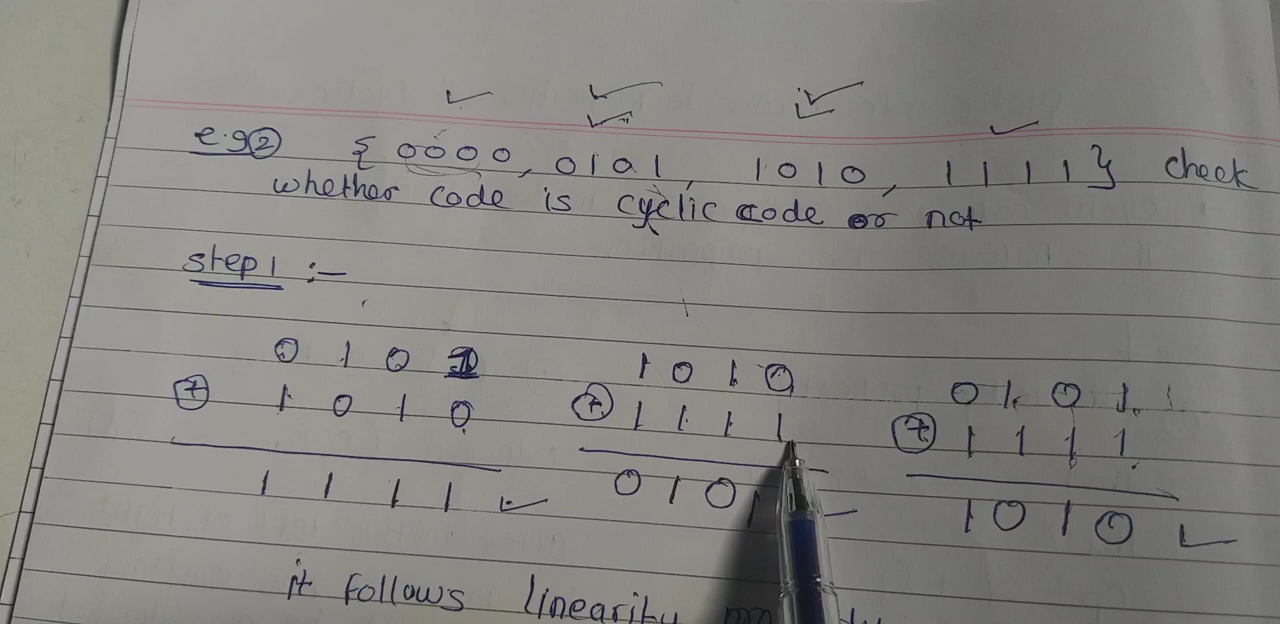 e.g② {0000, 0101, 1010, 1111} check
whether code is cyclic code or not
step 1 :-
0 1 0 1 1 0 1 0 0 1 0 1
⊕ 1 0 1 0 ⊕ 1 1 1 1 ⊕ 1 1 1 1
1 1 1 1 ✓ 0 1 0 1 1 0 1 0 ✓
it follows linearity